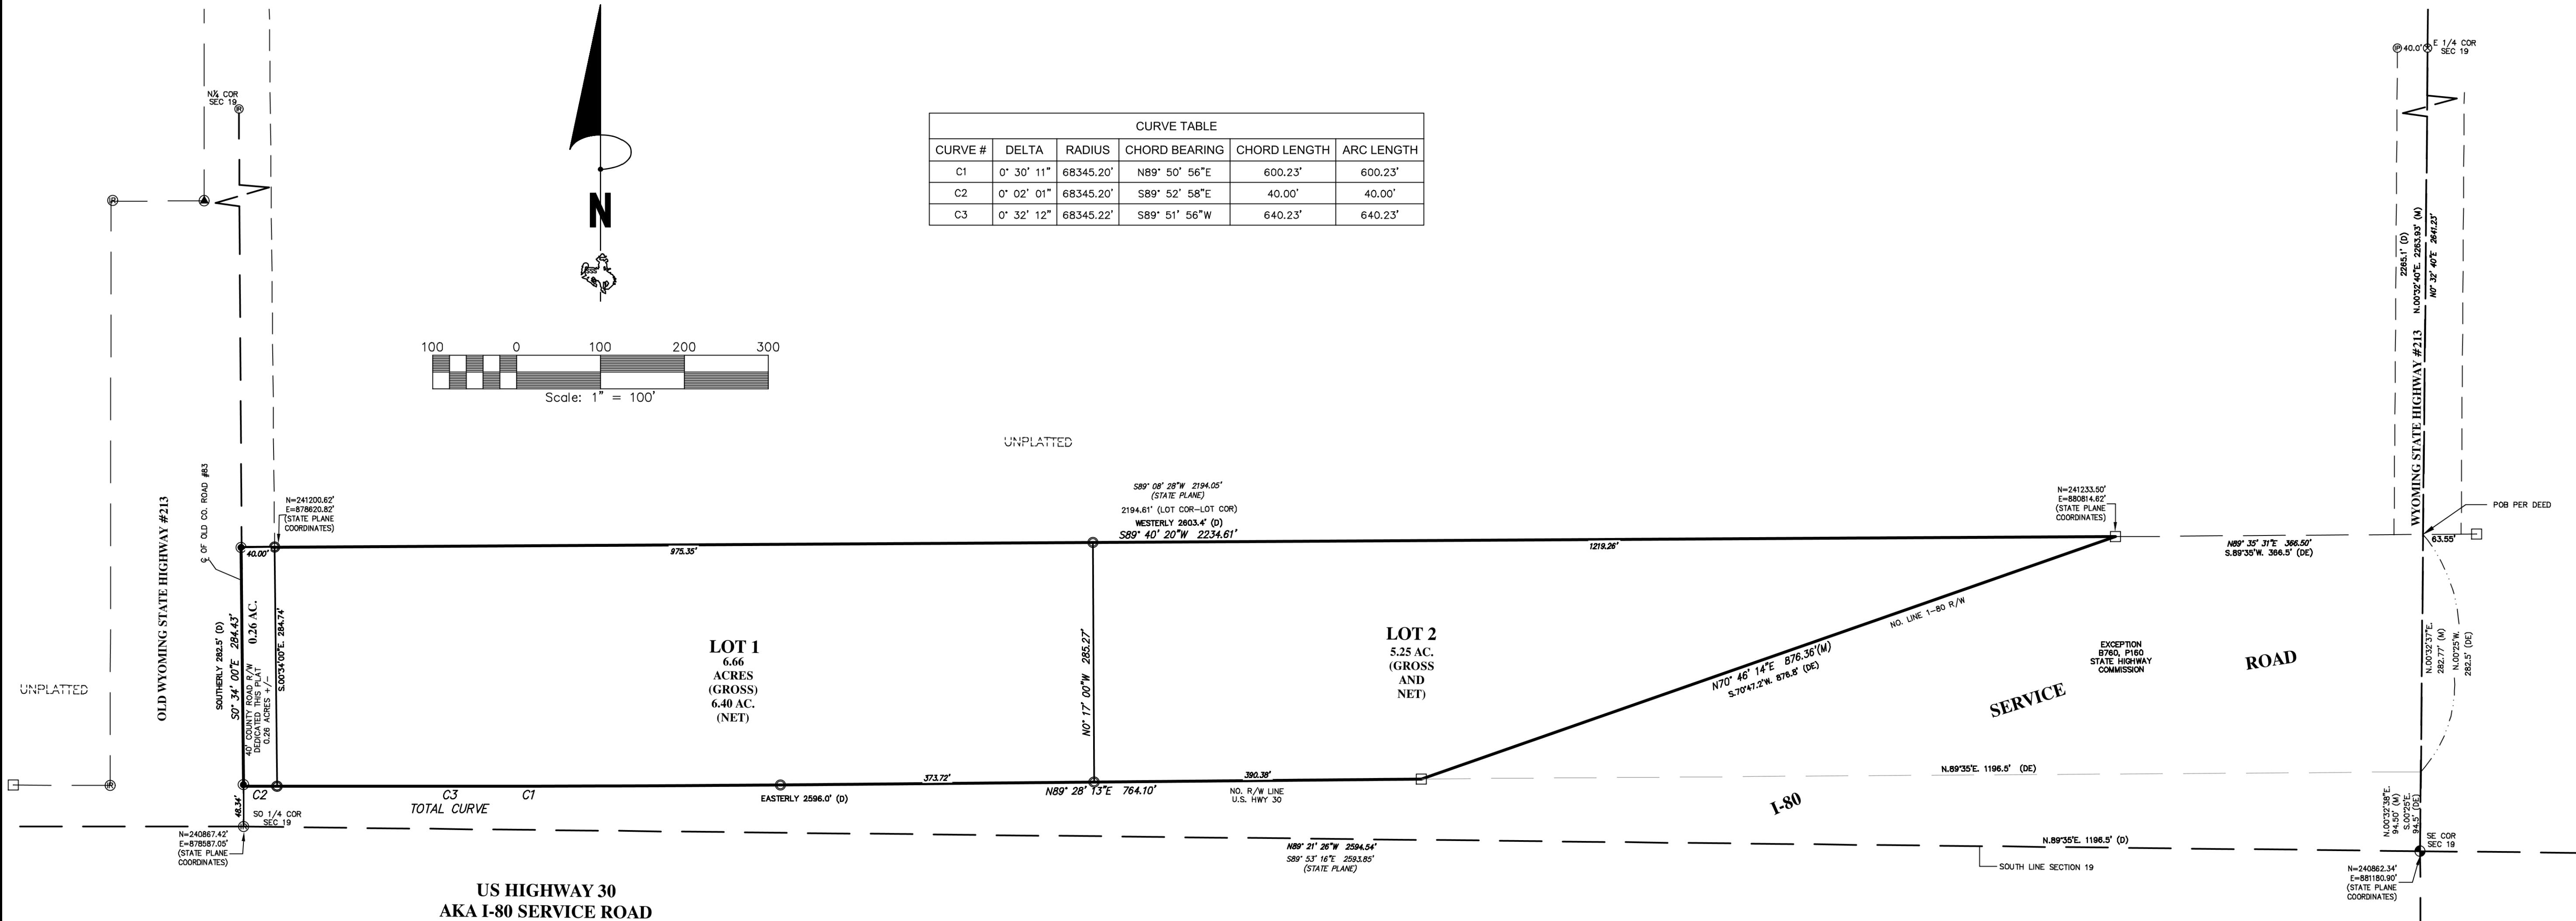 N¼ COR
SEC 19
N
100 0 100 200 300
Scale: 1" = 100'
CURVE TABLE
CURVE # DELTA RADIUS CHORD BEARING CHORD LENGTH ARC LENGTH
C1 0° 30' 11" 68345.20' N89° 50' 56"E 600.23' 600.23'
C2 0° 02' 01" 68345.20' S89° 52' 58"E 40.00' 40.00'
C3 0° 32' 12" 68345.22' S89° 51' 56"W 640.23' 640.23'
40.0'
E 1/4 COR
SEC 19
2265.1' (D)
N.00°32'40"E. 2263.93' (M)
N0° 32' 40"E 2641.23'
WYOMING STATE HIGHWAY #213
UNPLATTED
S89° 08' 28"W 2194.05'
(STATE PLANE)
2194.61' (LOT COR-LOT COR)
WESTERLY 2603.4' (D)
S89° 40' 20"W 2234.61'
N=241200.62'
E=878620.82'
(STATE PLANE
COORDINATES)
N=241233.50'
E=880814.62'
(STATE PLANE
COORDINATES)
POB PER DEED
63.55'
N89° 35' 31"E 366.50'
S.89°35'W. 366.5' (DE)
40.00'
975.35'
1219.26'
UNPLATTED
OLD WYOMING STATE HIGHWAY #213
℄ OF OLD CO. ROAD #83
SOUTHERLY 282.5' (D)
S0° 34' 00"E 284.43'
40' COUNTY ROAD R/W
DEDICATED THIS PLAT
0.26 ACRES +/-
0.26 AC.
S.00°34'00"E. 284.74'
LOT 1
6.66
ACRES
(GROSS)
6.40 AC.
(NET)
N0° 17' 00"W 285.27'
LOT 2
5.25 AC.
(GROSS
AND
NET)
NO. LINE 1-80 R/W
N70° 46' 14"E 876.36'(M)
S.70°47.2'W. 876.8' (DE)
EXCEPTION
B760, P160
STATE HIGHWAY
COMMISSION
I-80
SERVICE
ROAD
N.00°32'37"E.
282.77' (M)
N.00°25'W.
282.5' (DE)
N.89°35'E. 1196.5' (DE)
C2
C3
TOTAL CURVE
C1
373.72'
EASTERLY 2596.0' (D)
N89° 28' 13"E 764.10'
390.38'
NO. R/W LINE
U.S. HWY 30
48.34'
SO 1/4 COR
SEC 19
N=240867.42'
E=878587.05'
(STATE PLANE
COORDINATES)
N89° 21' 26"W 2594.54'
S89° 53' 16"E 2593.85'
(STATE PLANE)
N.89°35'E. 1196.5' (D)
SOUTH LINE SECTION 19
N.00°32'38"E.
94.50' (M)
S.00°25'E.
94.5' (DE)
SE COR
SEC 19
N=240862.34'
E=881180.90'
(STATE PLANE
COORDINATES)
US HIGHWAY 30
AKA I-80 SERVICE ROAD